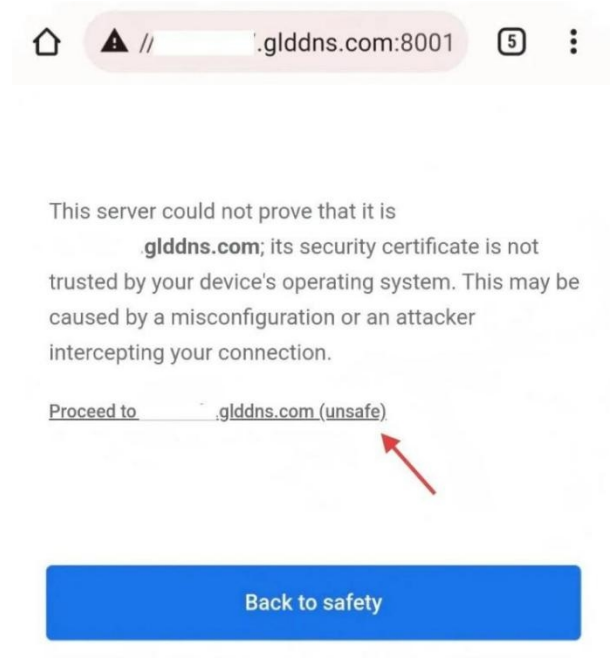 // .glddns.com:8001 5
This server could not prove that it is
.glddns.com; its security certificate is not
trusted by your device's operating system. This may be
caused by a misconfiguration or an attacker
intercepting your connection.
Proceed to .glddns.com (unsafe)
Back to safety